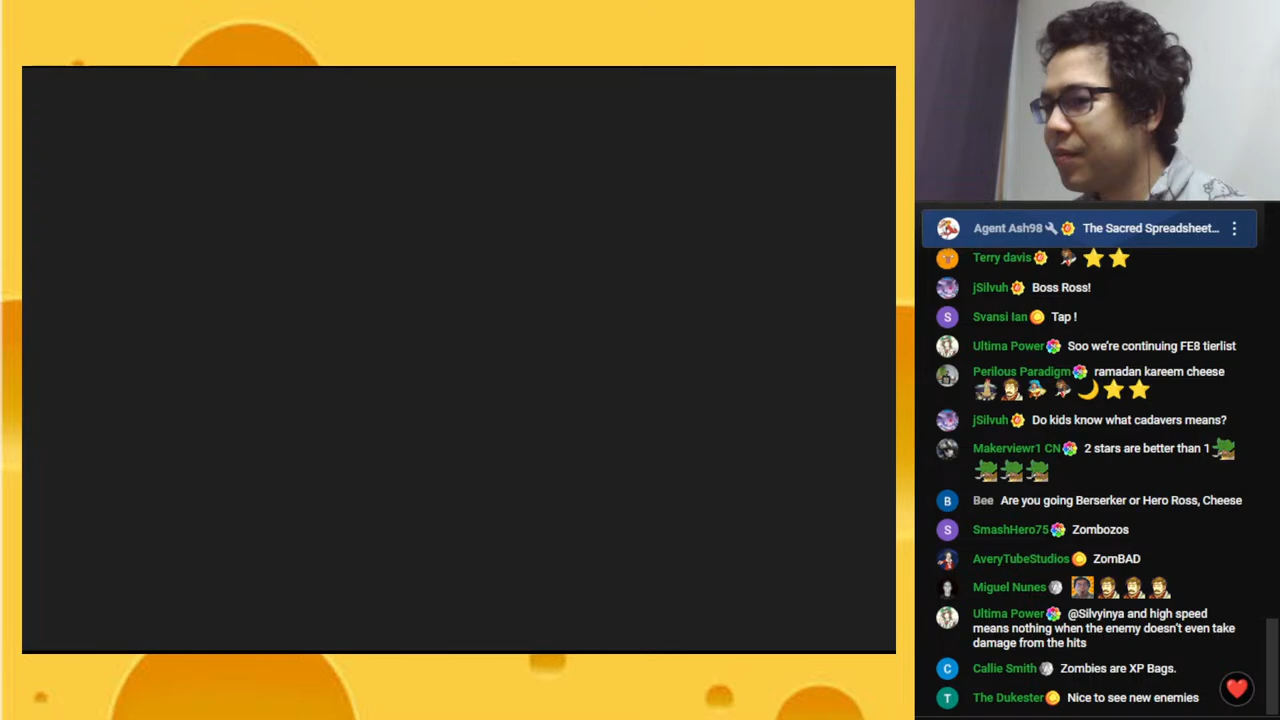 Agent Ash98 The Sacred Spreadsheet...
Terry davis
jSilvuh Boss Ross!
S Svansi Ian Tap !
Ultima Power Soo we're continuing FE8 tierlist
Perilous Paradigm ramadan kareem cheese
jSilvuh Do kids know what cadavers means?
Makerviewr1 CN 2 stars are better than 1
B Bee Are you going Berserker or Hero Ross, Cheese
S SmashHero75 Zombozos
AveryTubeStudios ZomBAD
Miguel Nunes
Ultima Power @Silvyinya and high speed
means nothing when the enemy doesn't even take
damage from the hits
C Callie Smith Zombies are XP Bags.
T The Dukester Nice to see new enemies